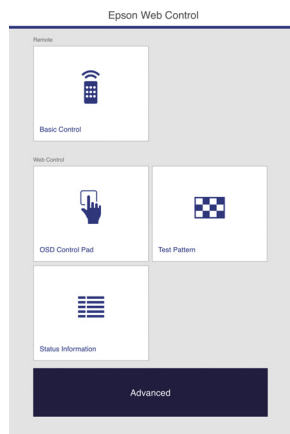 Epson Web Control
Remote
Basic Control
Web Control
OSD Control Pad
Test Pattern
Status Information
Advanced